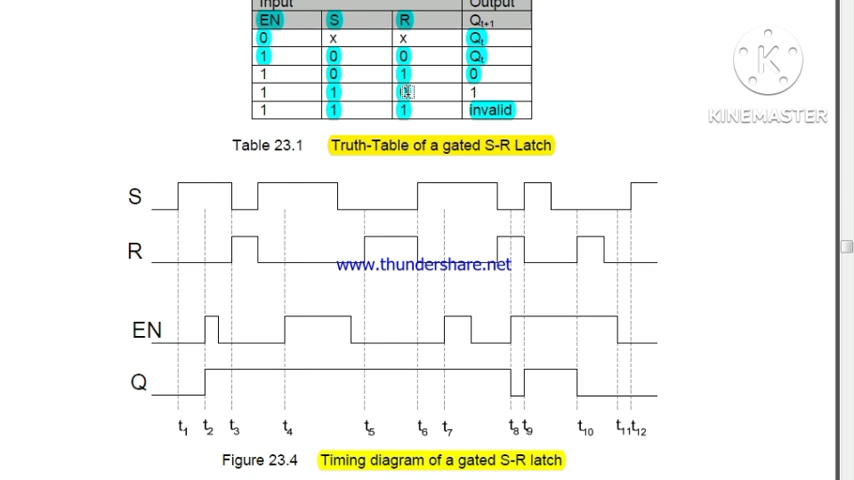 Input Output
EN S R Qt+1
0 x x Qt
1 0 0 Qt
1 0 1 0
1 1 1
1 1 1 invalid
Table 23.1 Truth-Table of a gated S-R Latch
KINEMASTER
S
R
www.thundershare.net
EN
Q
t1 t2 t3 t4 t5 t6 t7 t8 t9 t10 t11 t12
Figure 23.4 Timing diagram of a gated S-R latch